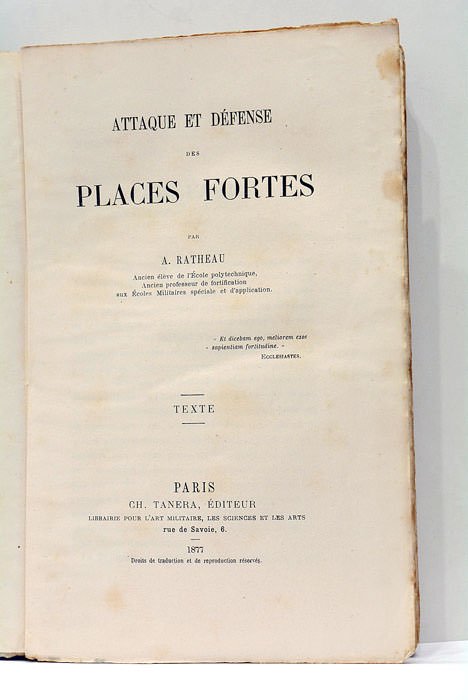 ATTAQUE ET DÉFENSE
DES
PLACES FORTES
PAR
A. RATHEAU
Ancien élève de l'École polytechnique,
Ancien professeur de fortification
aux Écoles Militaires spéciale et d'application.
« Et dicebam ego, meliorem esse
« sapientiam fortitudine. »
ECCLESIASTES.
TEXTE
PARIS
CH. TANERA, ÉDITEUR
LIBRAIRIE POUR L'ART MILITAIRE, LES SCIENCES ET LES ARTS
rue de Savoie, 6.
1877
Droits de traduction et de reproduction réservés.